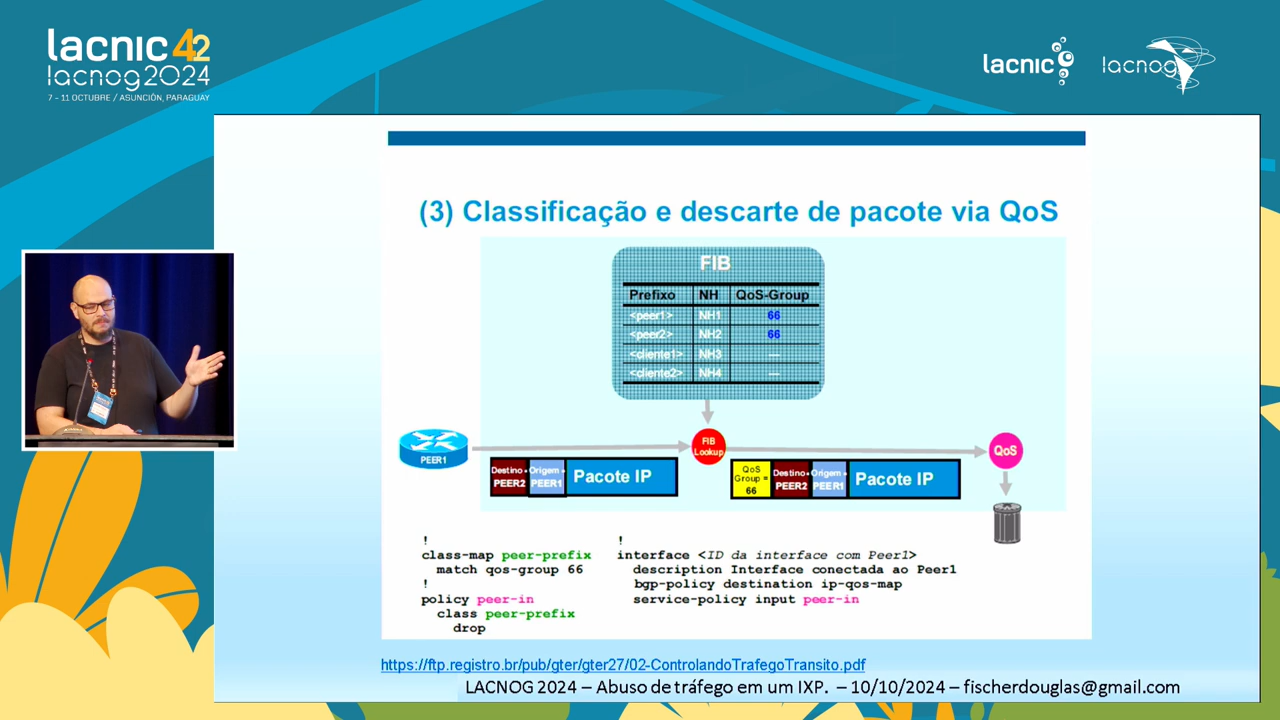 lacnic 42
lacnog2024
7 - 11 OCTUBRE / ASUNCIÓN, PARAGUAY
lacnic
lacnog
(3) Classificação e descarte de pacote via QoS
FIB
Prefixo NH QoS-Group
<peer1> NH1 66
<peer2> NH2 66
<cliente1> NH3 —
<cliente2> NH4 —
PEER1
FIB
Lookup
QoS
Destino = PEER2
Origem = PEER1
Pacote IP
QoS Group = 66
Destino = PEER2
Origem = PEER1
Pacote IP
!
class-map peer-prefix
match qos-group 66
!
policy peer-in
class peer-prefix
drop
!
interface <ID da interface com Peer1>
description Interface conectada ao Peer1
bgp-policy destination ip-qos-map
service-policy input peer-in
https://ftp.registro.br/pub/gter/gter27/02-ControlandoTrafegoTransito.pdf
LACNOG 2024 – Abuso de tráfego em um IXP. – 10/10/2024 – fischerdouglas@gmail.com